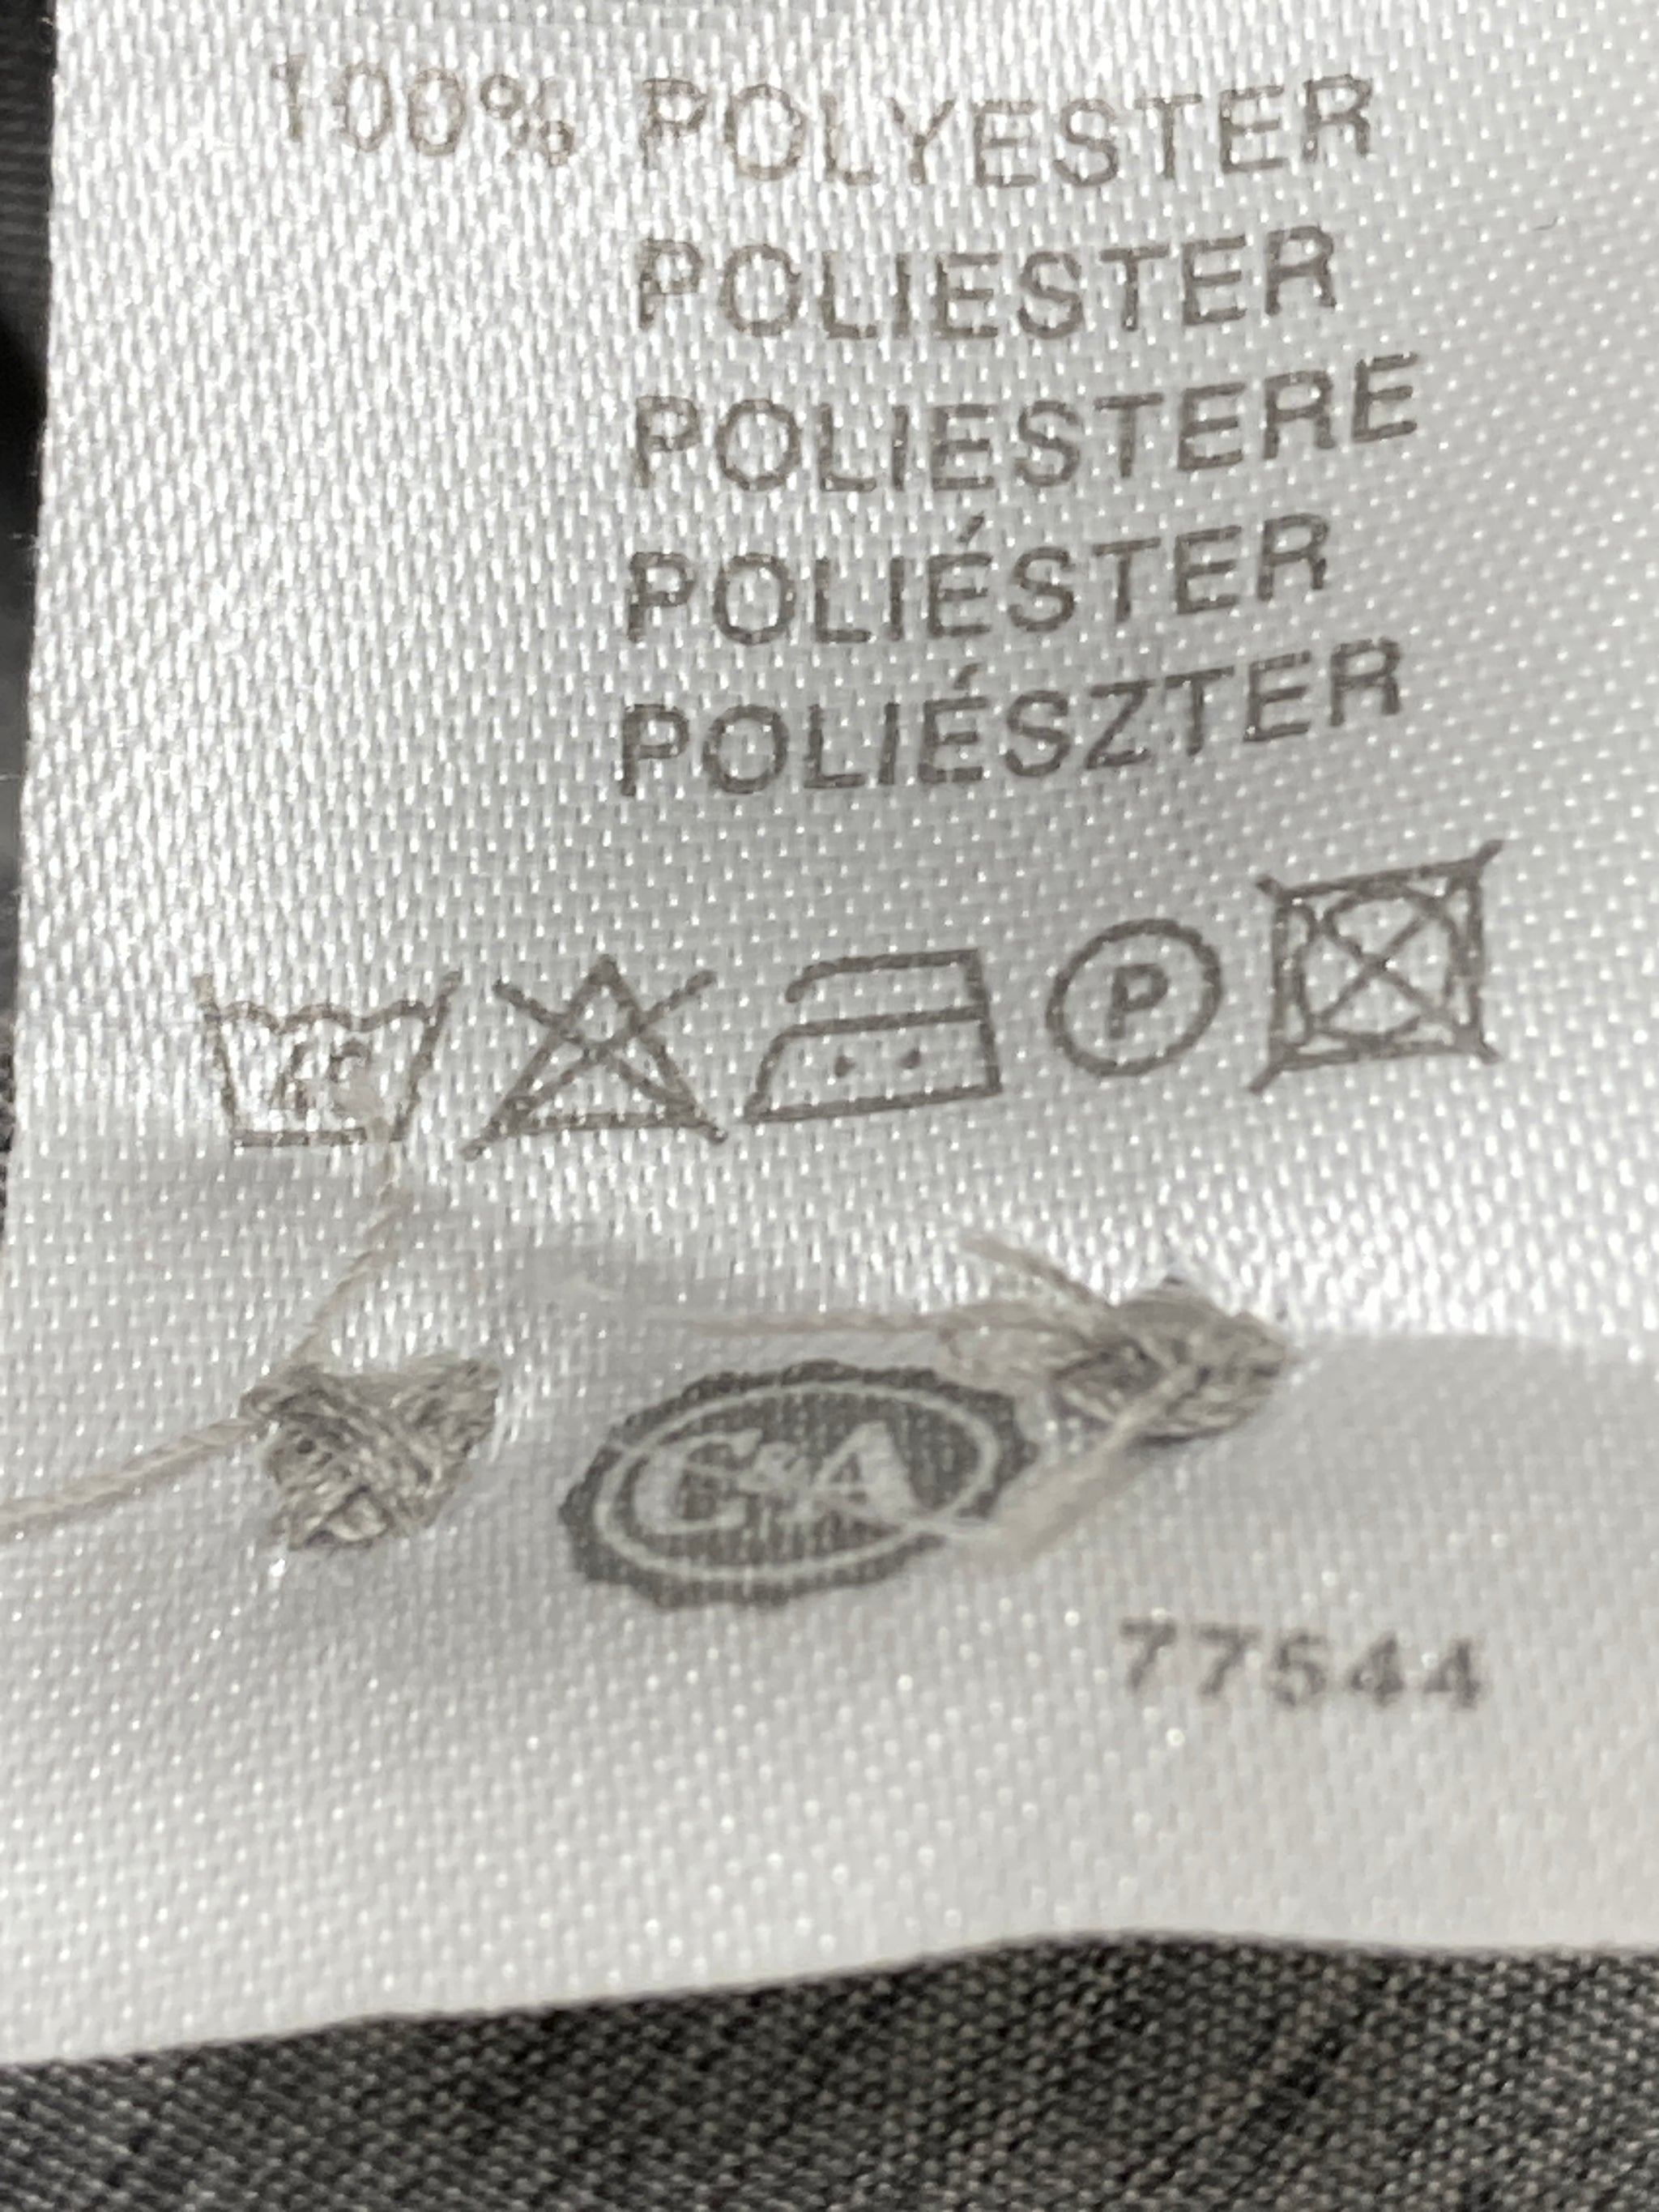 100% POLYESTER
POLIESTER
POLIESTERE
POLIÉSTER
POLIÉSZTER
P
C&A
77544